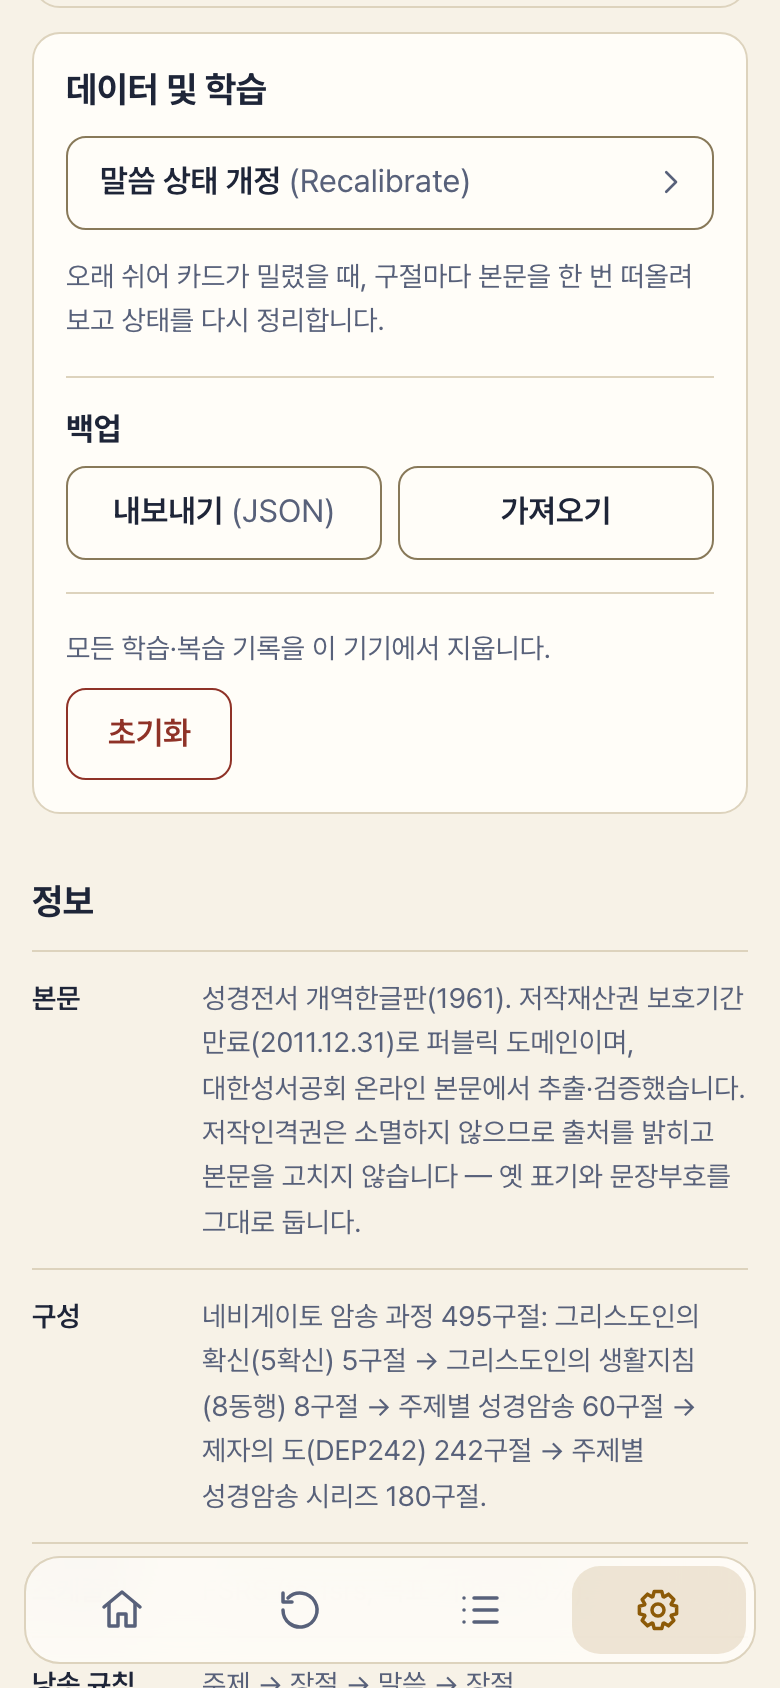 데이터 및 학습
말씀 상태 개정 (Recalibrate)
오래 쉬어 카드가 밀렸을 때, 구절마다 본문을 한 번 떠올려
보고 상태를 다시 정리합니다.
백업
내보내기 (JSON)
가져오기
모든 학습·복습 기록을 이 기기에서 지웁니다.
초기화
정보
본문
성경전서 개역한글판(1961). 저작재산권 보호기간
만료(2011.12.31)로 퍼블릭 도메인이며,
대한성서공회 온라인 본문에서 추출·검증했습니다.
저작인격권은 소멸하지 않으므로 출처를 밝히고
본문을 고치지 않습니다 — 옛 표기와 문장부호를
그대로 둡니다.
구성
네비게이토 암송 과정 495구절: 그리스도인의
확신(5확신) 5구절 → 그리스도인의 생활지침
(8동행) 8구절 → 주제별 성경암송 60구절 →
제자의 도(DEP242) 242구절 → 주제별
성경암송 시리즈 180구절.
규칙
주제 → 장절 → 말씀 → 장절